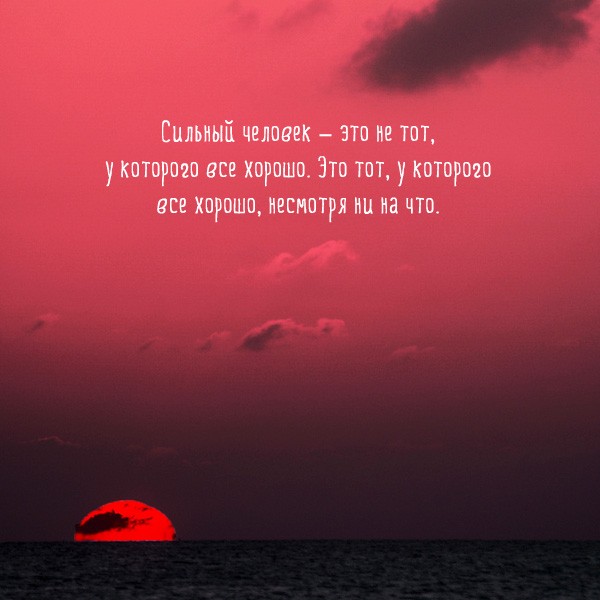 Сильный человек – это не тот,
у которого все хорошо. Это тот, у которого
все хорошо, несмотря ни на что.